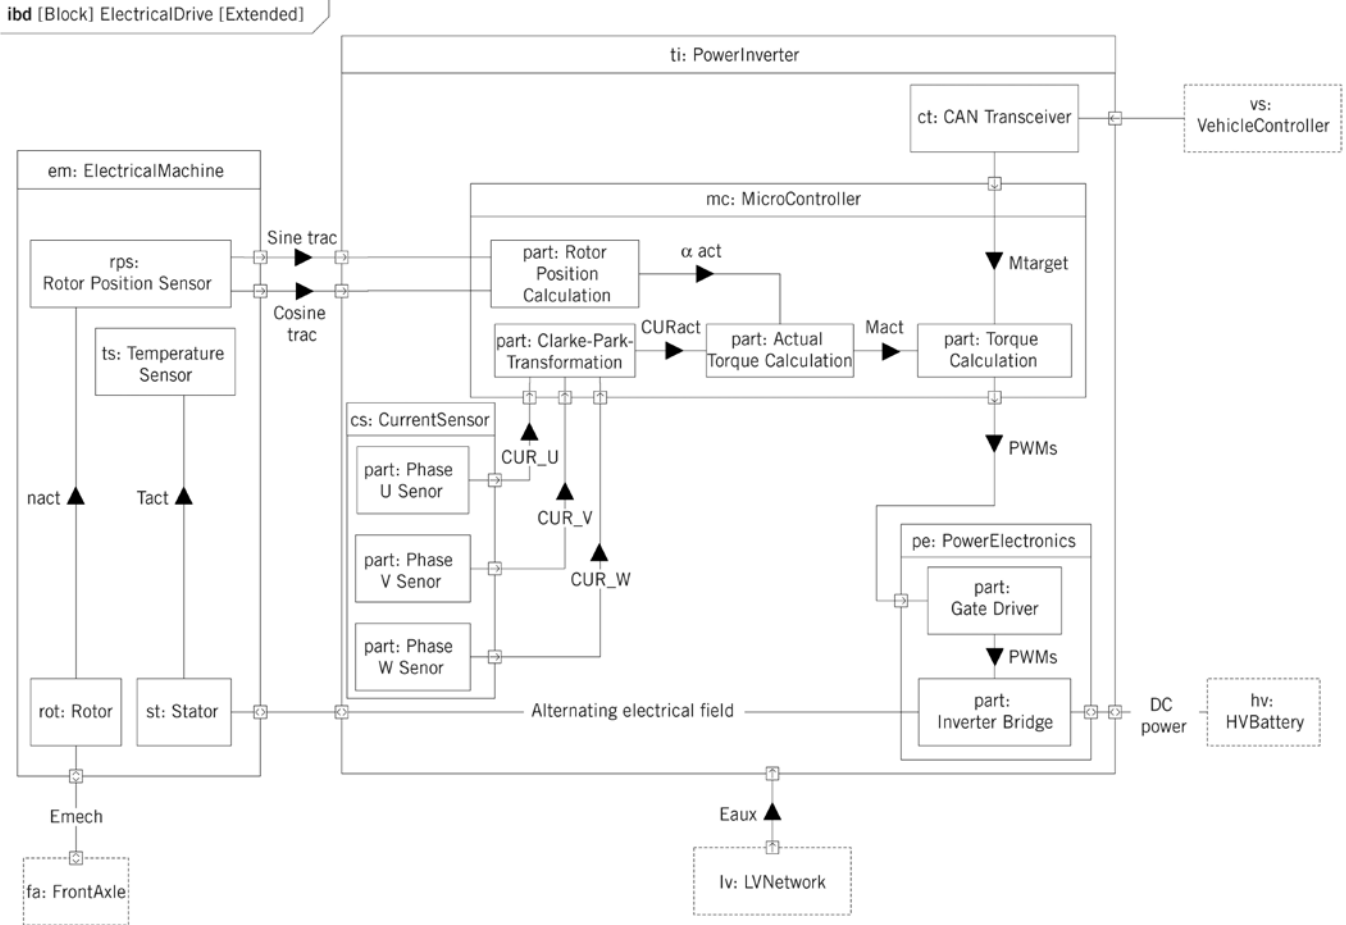 ibd [Block] ElectricalDrive [Extended]
ti: PowerInverter
ct: CAN Transceiver
vs:
VehicleController
em: ElectricalMachine
mc: MicroController
rps:
Rotor Position Sensor
Sine trac
Cosine
trac
part: Rotor
Position
Calculation
α act
Mtarget
ts: Temperature
Sensor
part: Clarke-Park-
Transformation
CURact
part: Actual
Torque Calculation
Mact
part: Torque
Calculation
cs: CurrentSensor
part: Phase
U Senor
CUR_U
PWMs
nact
Tact
CUR_V
part: Phase
V Senor
CUR_W
pe: PowerElectronics
part:
Gate Driver
part: Phase
W Senor
PWMs
rot: Rotor
st: Stator
Alternating electrical field
part:
Inverter Bridge
DC
power
hv:
HVBattery
Emech
Eaux
fa: FrontAxle
lv: LVNetwork